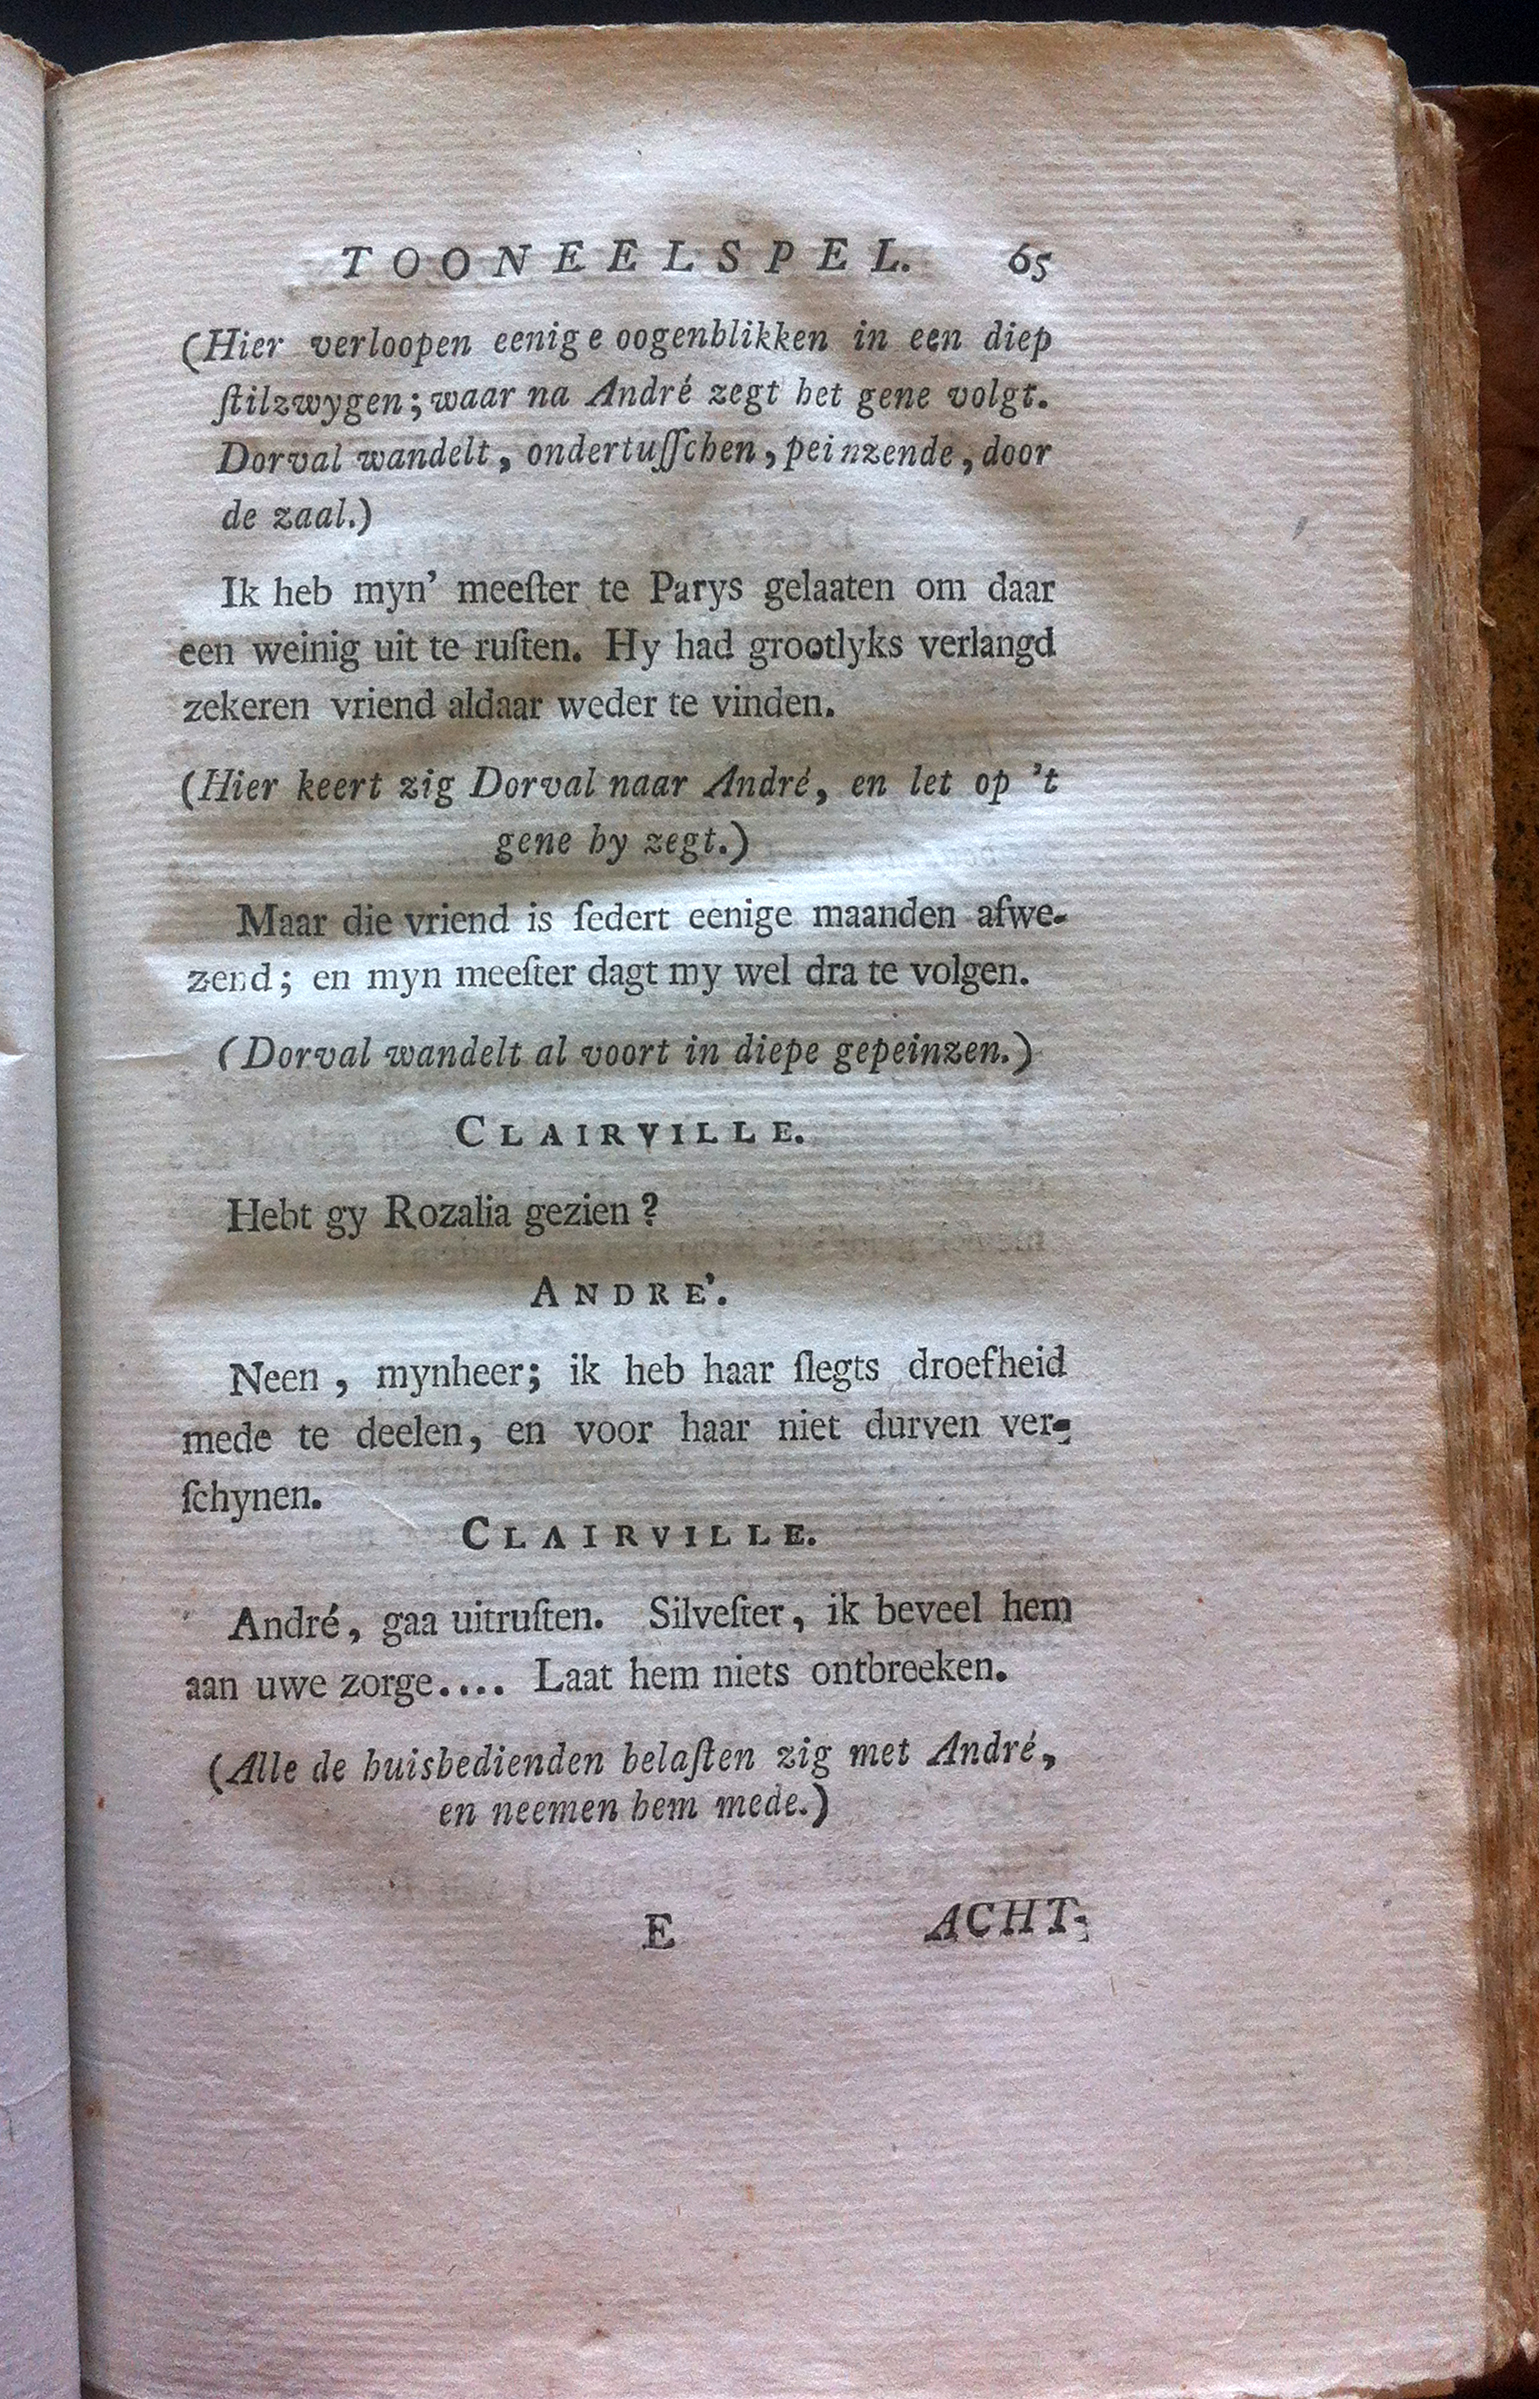 TOONEELSPEL. 65
(Hier verloopen eenige oogenblikken in een diep
ſtilzwygen; waar na André zegt het gene volgt.
Dorval wandelt, ondertuſſchen, peinzende, door
de zaal.)
Ik heb myn' meeſter te Parys gelaaten om daar
een weinig uit te ruſten. Hy had grootlyks verlangd
zekeren vriend aldaar weder te vinden.
(Hier keert zig Dorval naar André, en let op 't
gene hy zegt.)
Maar die vriend is ſedert eenige maanden afwe-
zend; en myn meeſter dagt my wel dra te volgen.
(Dorval wandelt al voort in diepe gepeinzen.)
CLAIRVILLE.
Hebt gy Rozalia gezien?
ANDRE'.
Neen, mynheer; ik heb haar ſlegts droefheid
mede te deelen, en voor haar niet durven ver-
ſchynen.
CLAIRVILLE.
André, gaa uitruſten. Silveſter, ik beveel hem
aan uwe zorge.... Laat hem niets ontbreeken.
(Alle de huisbedienden belaſten zig met André,
en neemen hem mede.)
E ACHT-